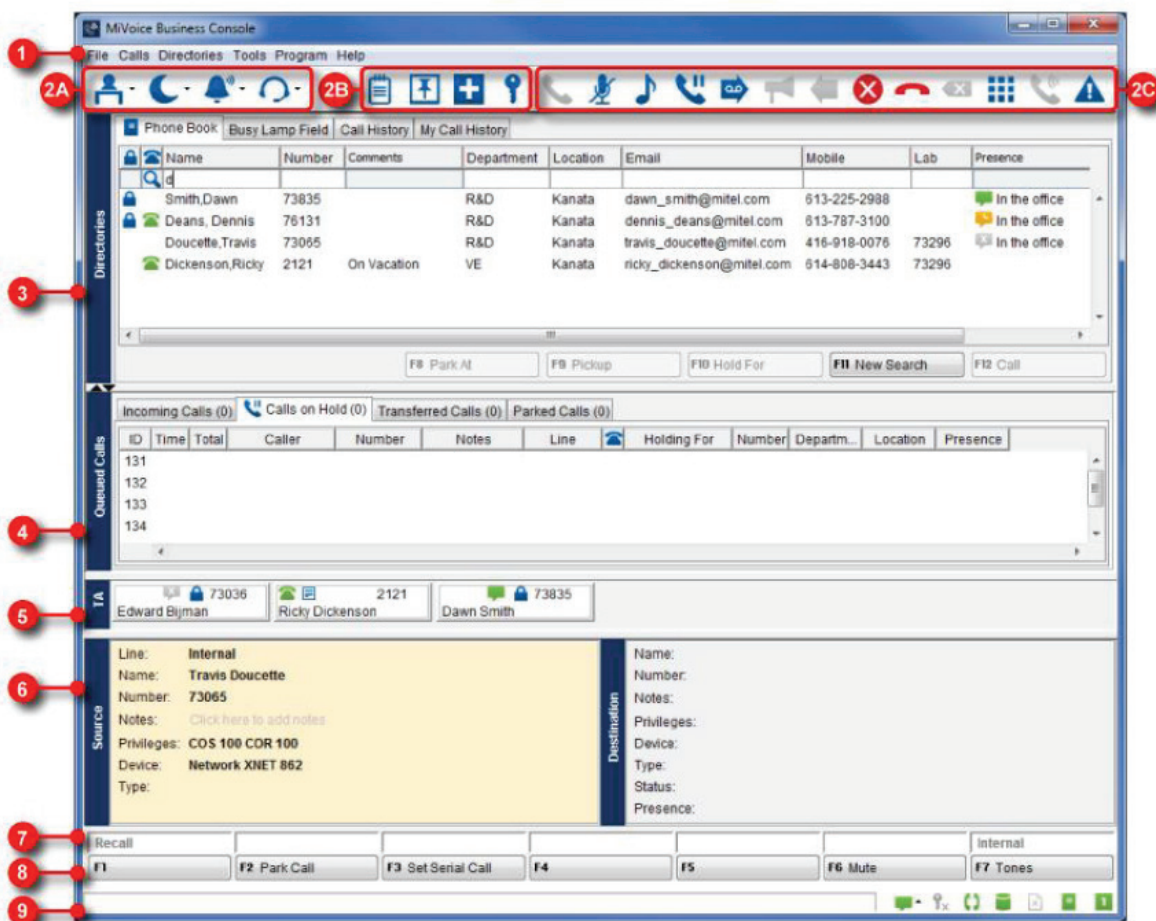 MiVoice Business Console
1
File Calls Directories Tools Program Help
2A
2B
2C
Phone Book Busy Lamp Field Call History My Call History
Name Number Comments Department Location Email Mobile Lab Presence
d
Smith,Dawn 73835 R&D Kanata dawn_smith@mitel.com 613-225-2988 In the office
Deans, Dennis 76131 R&D Kanata dennis_deans@mitel.com 613-787-3100 In the office
Doucette,Travis 73065 R&D Kanata travis_doucette@mitel.com 416-918-0076 73296 In the office
Dickenson,Ricky 2121 On Vacation VE Kanata ricky_dickenson@mitel.com 614-808-3443 73296
Directories
3
F8 Park At F9 Pickup F10 Hold For F11 New Search F12 Call
Incoming Calls (0) Calls on Hold (0) Transferred Calls (0) Parked Calls (0)
ID Time Total Caller Number Notes Line Holding For Number Departm... Location Presence
131
132
133
134
Queued Calls
4
TA
73036 2121 73835
Edward Bijman Ricky Dickenson Dawn Smith
5
Source
6
Line: Internal
Name: Travis Doucette
Number: 73065
Notes: Click here to add notes
Privileges: COS 100 COR 100
Device: Network XNET 862
Type:
Destination
Name:
Number:
Notes:
Privileges:
Device:
Type:
Status:
Presence:
7
Recall Internal
8
F1 F2 Park Call F3 Set Serial Call F4 F5 F6 Mute F7 Tones
9